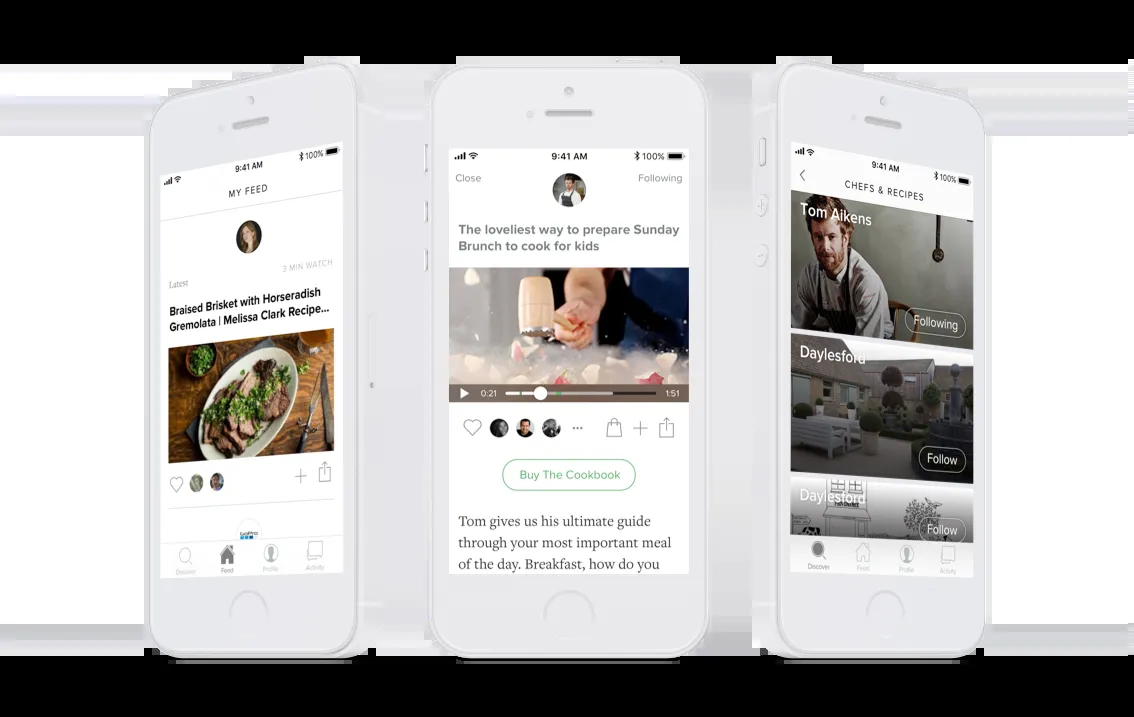 9:41 AM
100%
MY FEED
3 MIN WATCH
Latest
Braised Brisket with Horseradish
Gremolata | Melissa Clark Recipe...
Discover
Feed
Profile
Activity
9:41 AM
100%
Close
Following
The loveliest way to prepare Sunday
Brunch to cook for kids
0:21
1:51
Buy The Cookbook
Tom gives us his ultimate guide
through your most important meal
of the day. Breakfast, how do you
9:41 AM
100%
CHEFS & RECIPES
Tom Aikens
Following
Daylesford
Follow
Daylesford
Follow
Discover
Feed
Profile
Activity